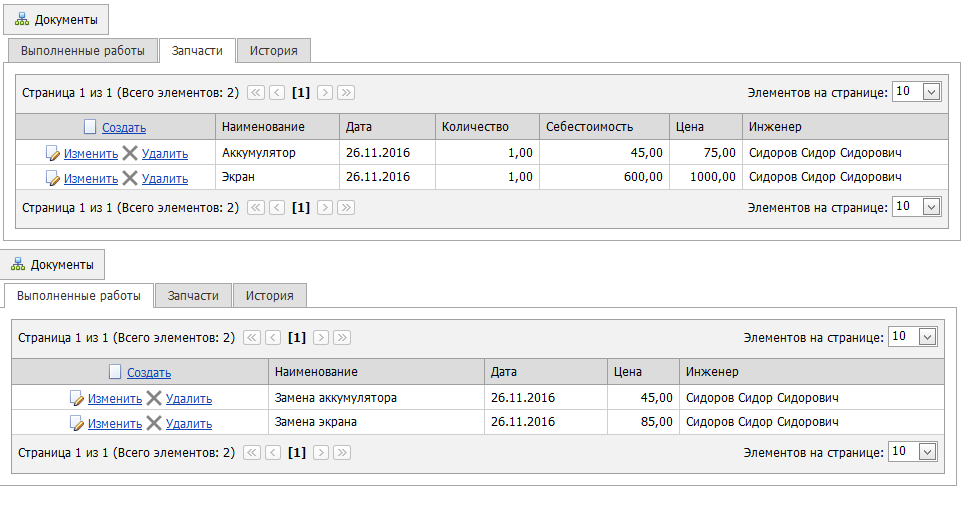 Документы
Выполненные работы Запчасти История
Страница 1 из 1 (Всего элементов: 2) [1] Элементов на странице: 10
Создать Наименование Дата Количество Себестоимость Цена Инженер
Изменить Удалить Аккумулятор 26.11.2016 1,00 45,00 75,00 Сидоров Сидор Сидорович
Изменить Удалить Экран 26.11.2016 1,00 600,00 1000,00 Сидоров Сидор Сидорович
Страница 1 из 1 (Всего элементов: 2) [1] Элементов на странице: 10
Документы
Выполненные работы Запчасти История
Страница 1 из 1 (Всего элементов: 2) [1] Элементов на странице: 10
Создать Наименование Дата Цена Инженер
Изменить Удалить Замена аккумулятора 26.11.2016 45,00 Сидоров Сидор Сидорович
Изменить Удалить Замена экрана 26.11.2016 85,00 Сидоров Сидор Сидорович
Страница 1 из 1 (Всего элементов: 2) [1] Элементов на странице: 10